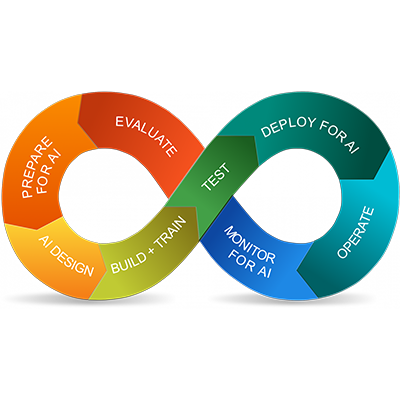 EVALUATE
PREPARE
FOR AI
AI DESIGN
BUILD + TRAIN
TEST
DEPLOY FOR AI
OPERATE
MONITOR
FOR AI